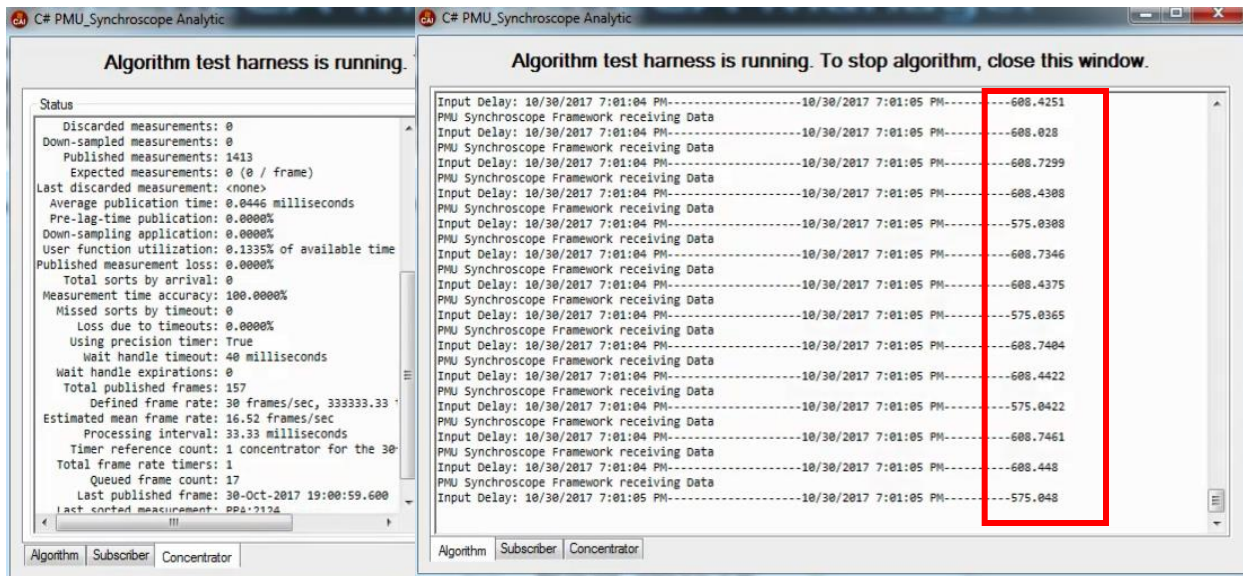 C# PMU_Synchroscope Analytic
Algorithm test harness is running.
Status
Discarded measurements: 0
Down-sampled measurements: 0
Published measurements: 1413
Expected measurements: 0 (0 / frame)
Last discarded measurement: <none>
Average publication time: 0.0446 milliseconds
Pre-lag-time publication: 0.0000%
Down-sampling application: 0.0000%
User function utilization: 0.1335% of available time
Published measurement loss: 0.0000%
Total sorts by arrival: 0
Measurement time accuracy: 100.0000%
Missed sorts by timeout: 0
Loss due to timeouts: 0.0000%
Using precision timer: True
Wait handle timeout: 40 milliseconds
Wait handle expirations: 0
Total published frames: 157
Defined frame rate: 30 frames/sec, 333333.33
Estimated mean frame rate: 16.52 frames/sec
Processing interval: 33.33 milliseconds
Timer reference count: 1 concentrator for the 30-
Total frame rate timers: 1
Queued frame count: 17
Last published frame: 30-Oct-2017 19:00:59.600
Last sorted measurement: PPA:2124
Algorithm Subscriber Concentrator
C# PMU_Synchroscope Analytic
Algorithm test harness is running. To stop algorithm, close this window.
Input Delay: 10/30/2017 7:01:04 PM--------------------10/30/2017 7:01:05 PM----------608.4251
PMU Synchroscope Framework receiving Data
Input Delay: 10/30/2017 7:01:04 PM--------------------10/30/2017 7:01:05 PM----------608.028
PMU Synchroscope Framework receiving Data
Input Delay: 10/30/2017 7:01:04 PM--------------------10/30/2017 7:01:05 PM----------608.7299
PMU Synchroscope Framework receiving Data
Input Delay: 10/30/2017 7:01:04 PM--------------------10/30/2017 7:01:05 PM----------608.4308
PMU Synchroscope Framework receiving Data
Input Delay: 10/30/2017 7:01:04 PM--------------------10/30/2017 7:01:05 PM----------575.0308
PMU Synchroscope Framework receiving Data
Input Delay: 10/30/2017 7:01:04 PM--------------------10/30/2017 7:01:05 PM----------608.7346
PMU Synchroscope Framework receiving Data
Input Delay: 10/30/2017 7:01:04 PM--------------------10/30/2017 7:01:05 PM----------608.4375
PMU Synchroscope Framework receiving Data
Input Delay: 10/30/2017 7:01:04 PM--------------------10/30/2017 7:01:05 PM----------575.0365
PMU Synchroscope Framework receiving Data
Input Delay: 10/30/2017 7:01:04 PM--------------------10/30/2017 7:01:05 PM----------608.7404
PMU Synchroscope Framework receiving Data
Input Delay: 10/30/2017 7:01:04 PM--------------------10/30/2017 7:01:05 PM----------608.4422
PMU Synchroscope Framework receiving Data
Input Delay: 10/30/2017 7:01:04 PM--------------------10/30/2017 7:01:05 PM----------575.0422
PMU Synchroscope Framework receiving Data
Input Delay: 10/30/2017 7:01:04 PM--------------------10/30/2017 7:01:05 PM----------608.7461
PMU Synchroscope Framework receiving Data
Input Delay: 10/30/2017 7:01:04 PM--------------------10/30/2017 7:01:05 PM----------608.448
PMU Synchroscope Framework receiving Data
Input Delay: 10/30/2017 7:01:05 PM--------------------10/30/2017 7:01:05 PM----------575.048
Algorithm Subscriber Concentrator